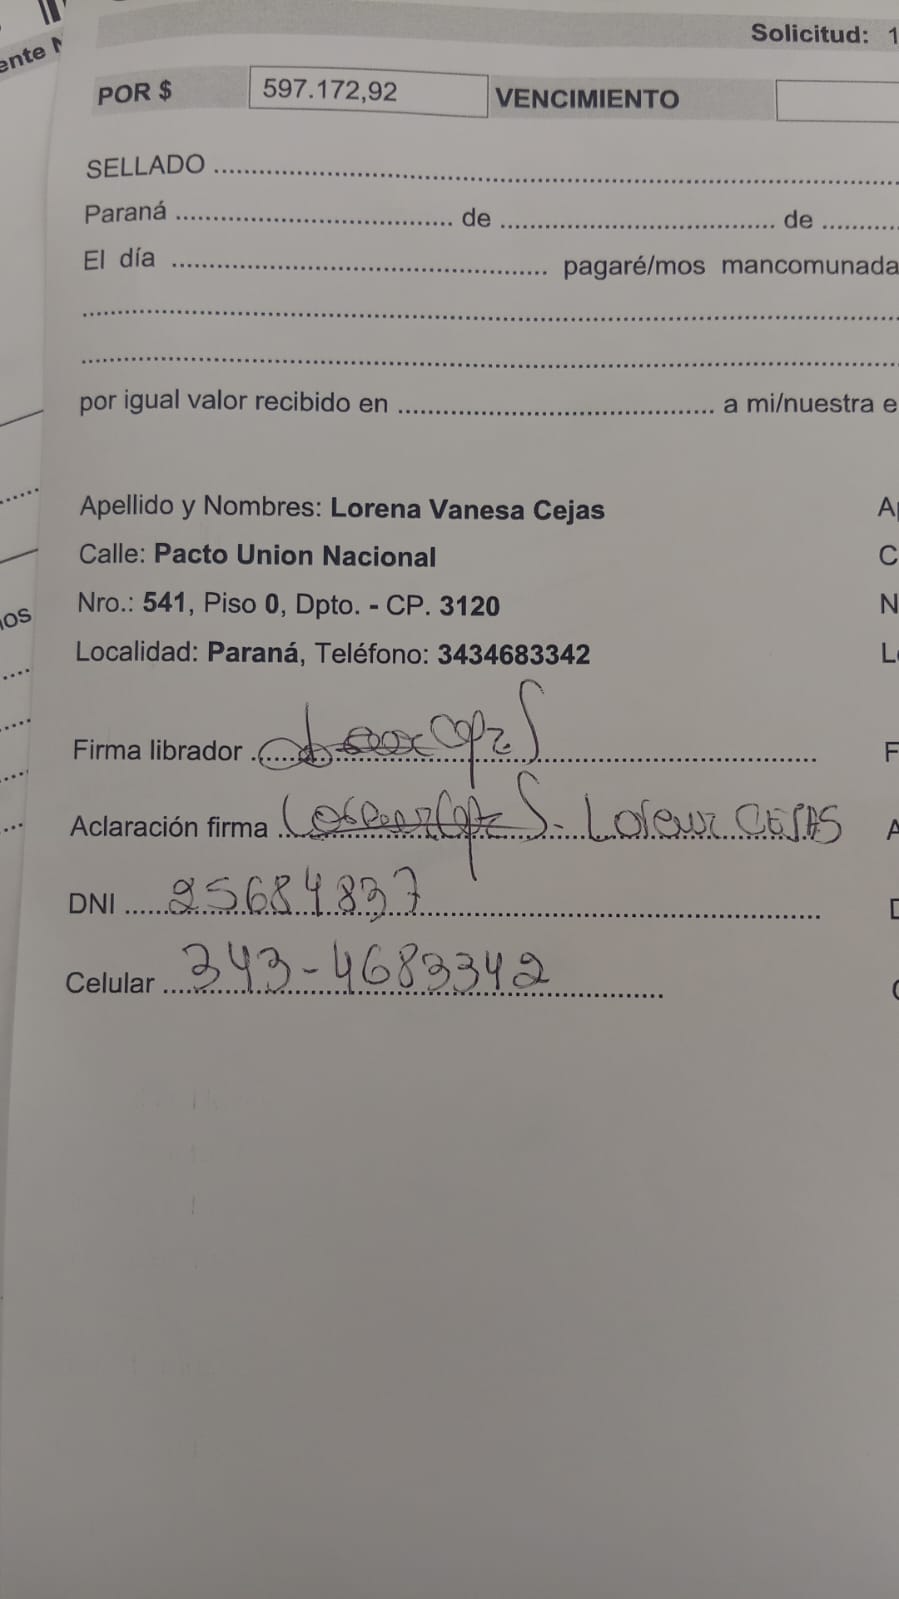 ente N
Solicitud: 1
POR $ 597.172,92 VENCIMIENTO
SELLADO
Paraná de de
El día pagaré/mos mancomunada
por igual valor recibido en a mi/nuestra e
Apellido y Nombres: Lorena Vanesa Cejas
Calle: Pacto Union Nacional
Nro.: 541, Piso 0, Dpto. - CP. 3120
Localidad: Paraná, Teléfono: 3434683342
Firma librador
Aclaración firma Lorena CEJAS
DNI 25684837
Celular 343-4683342